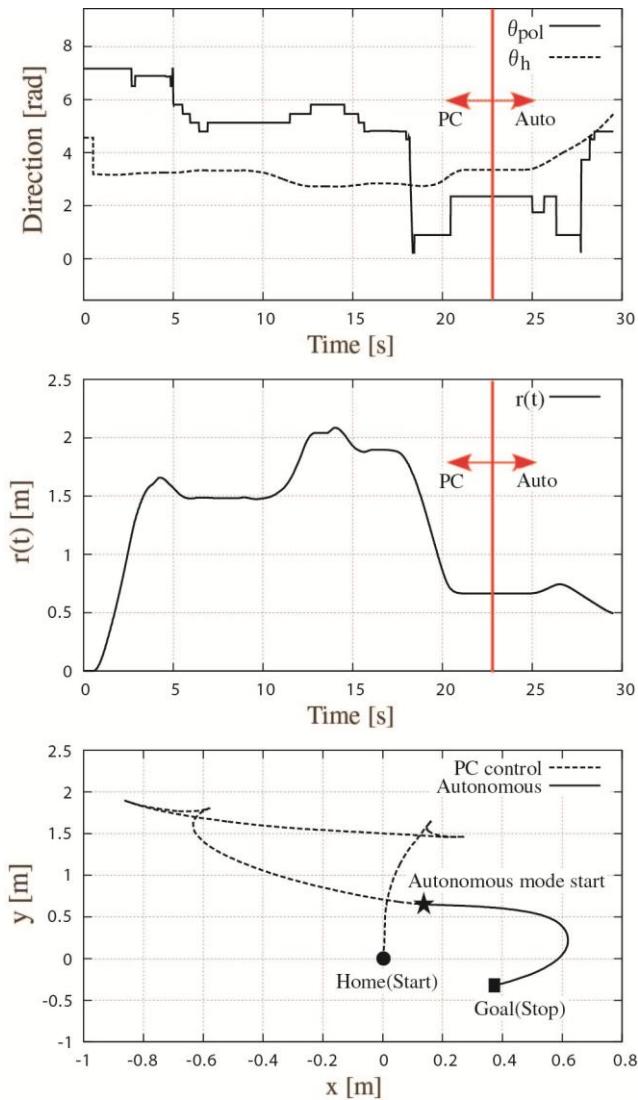 8
6
4
2
0
Direction [rad]
θpol
θh
PC
Auto
0
5
10
15
20
25
30
Time [s]
2.5
2
1.5
1
0.5
0
r(t) [m]
r(t)
PC
Auto
0
5
10
15
20
25
30
Time [s]
2.5
2
1.5
1
0.5
0
-0.5
-1
y [m]
PC control
Autonomous
Autonomous mode start
Home(Start)
Goal(Stop)
-1
-0.8
-0.6
-0.4
-0.2
0
0.2
0.4
0.6
0.8
x [m]